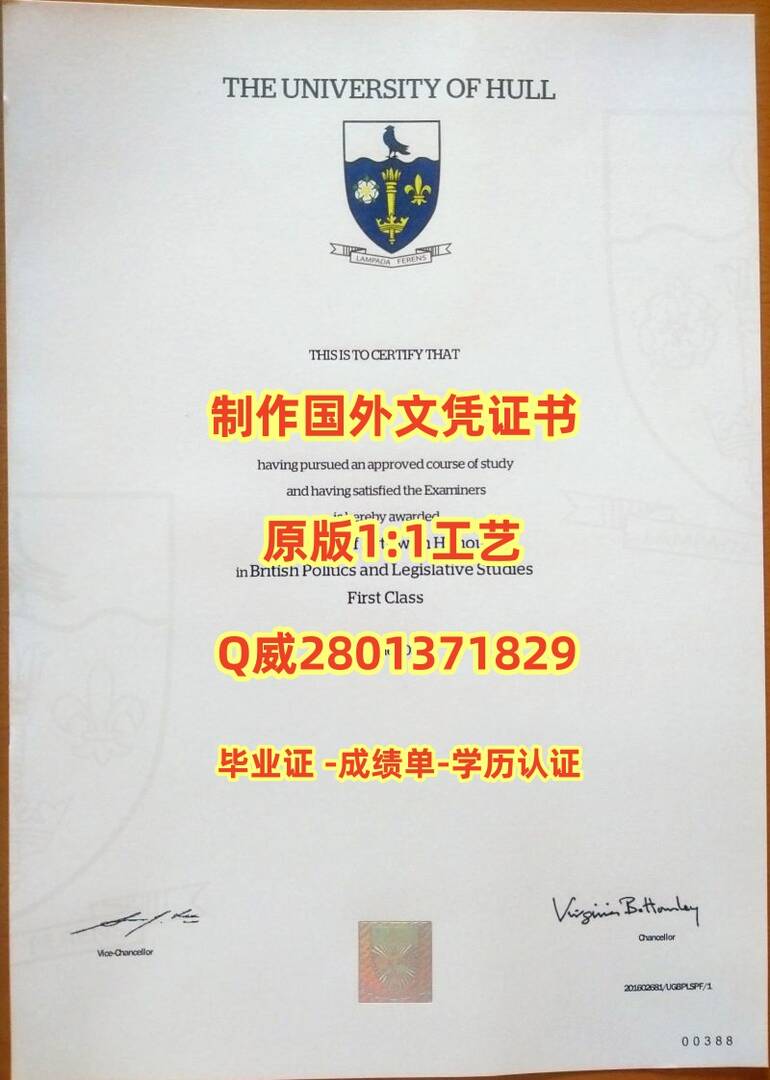 THE UNIVERSITY OF HULL
LAMPADA FERENS
THIS IS TO CERTIFY THAT
制作国外文凭证书
having pursued an approved course of study
and having satisfied the Examiners
is hereby awarded
原版1:1工艺
in British Politics and Legislative Studies
First Class
Q威2801371829
毕业证 -成绩单-学历认证
Virginia Bottomley
Vice-Chancellor
Chancellor
201602681/UGBPLSPF/1
00388